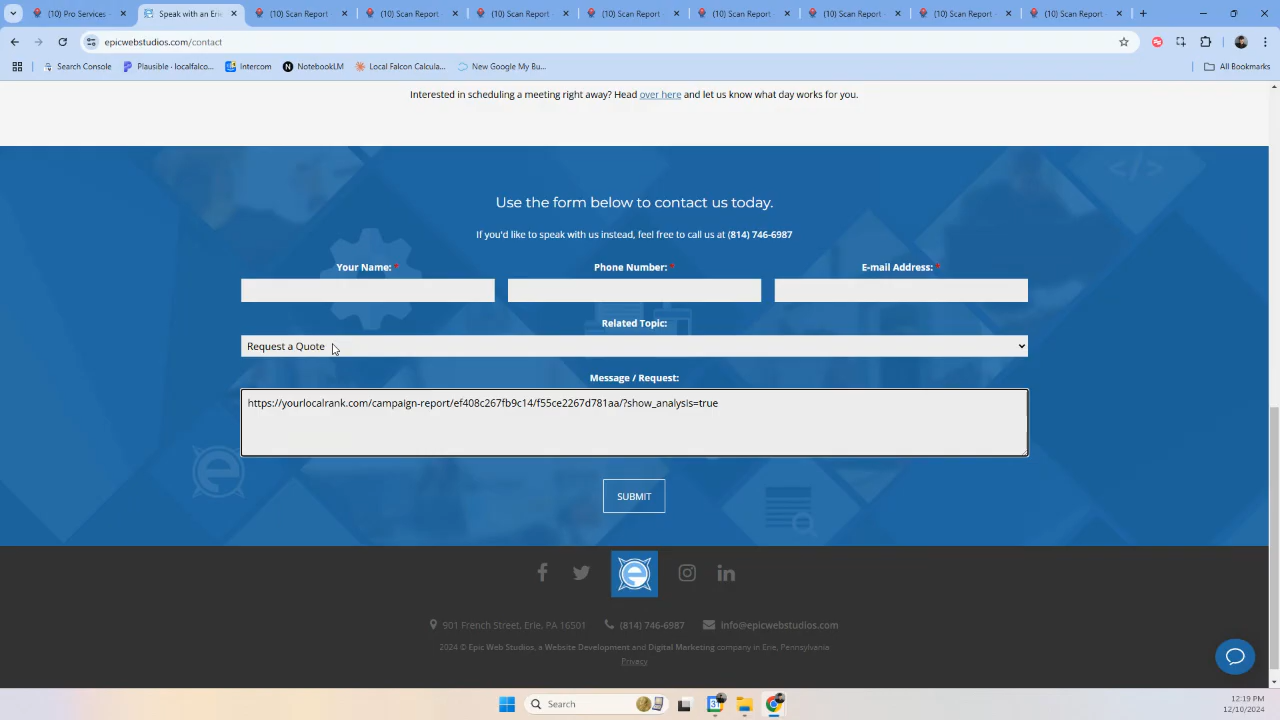 (10) Pro Services
Speak with an Erie
(10) Scan Report
(10) Scan Report
(10) Scan Report
(10) Scan Report
(10) Scan Report
(10) Scan Report
(10) Scan Report
(10) Scan Report
epicwebstudios.com/contact
Search Console
Plausible · localfalco...
Intercom
NotebookLM
Local Falcon Calcula...
New Google My Bu...
All Bookmarks
Interested in scheduling a meeting right away? Head over here and let us know what day works for you.
Use the form below to contact us today.
If you'd like to speak with us instead, feel free to call us at (814) 746-6987
Your Name: *
Phone Number: *
E-mail Address: *
Related Topic:
Request a Quote
Message / Request:
https://yourlocalrank.com/campaign-report/ef408c267fb9c14/f55ce2267d781aa/?show_analysis=true
SUBMIT
901 French Street, Erie, PA 16501 (814) 746-6987 info@epicwebstudios.com
2024 © Epic Web Studios, a Website Development and Digital Marketing company in Erie, Pennsylvania
Privacy
Search
12:19 PM
12/10/2024